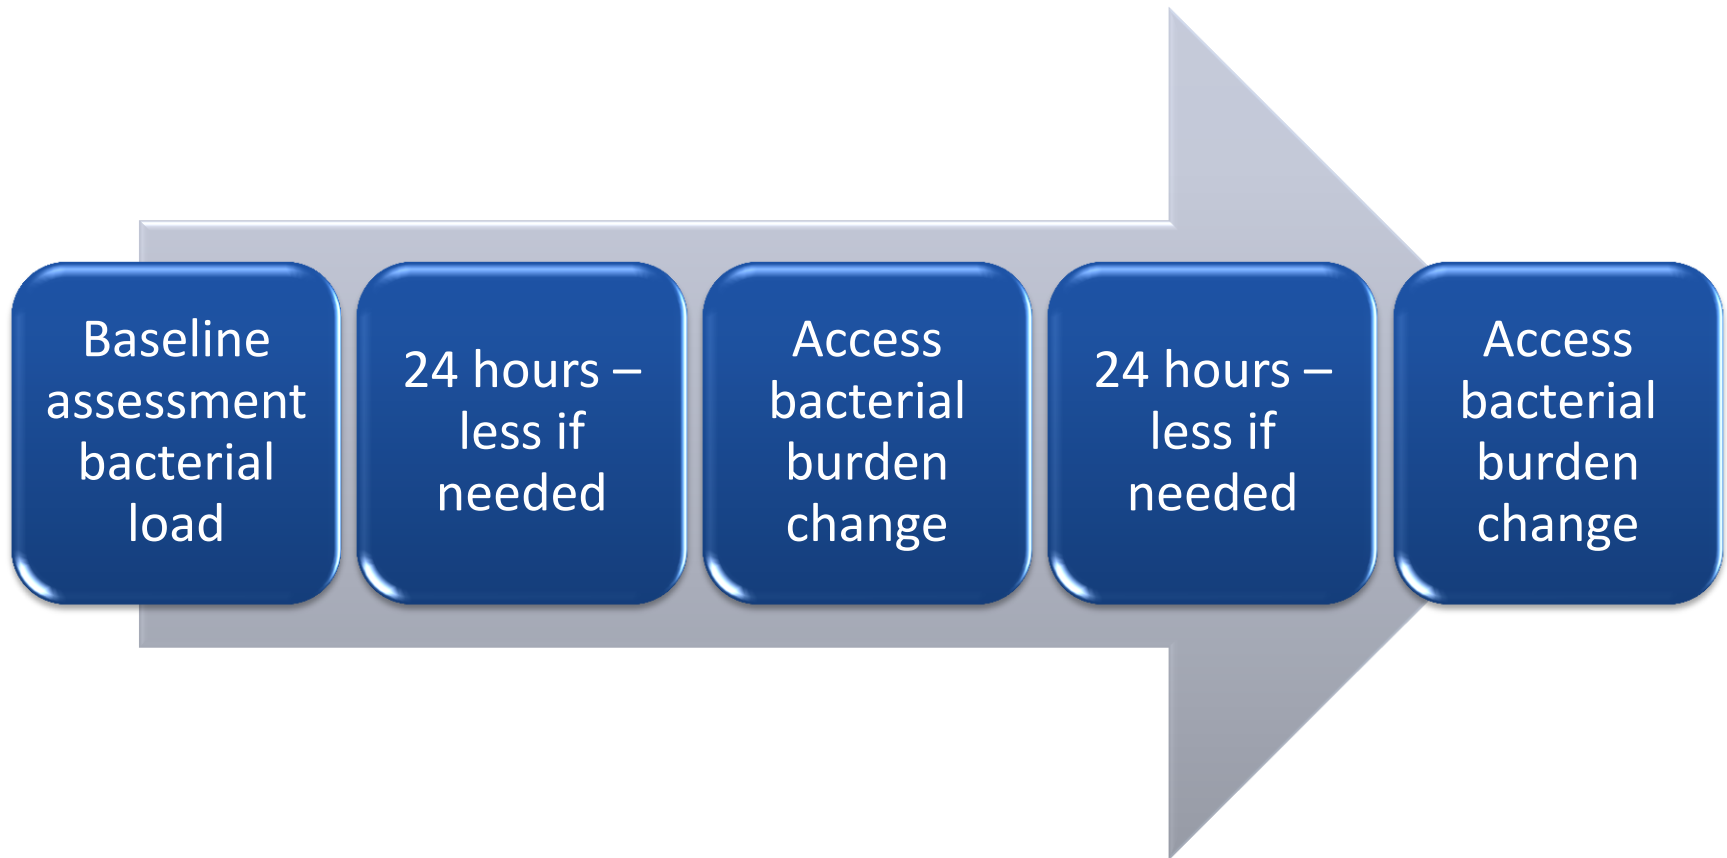 Baseline
assessment
bacterial
load
24 hours –
less if
needed
Access
bacterial
burden
change
24 hours –
less if
needed
Access
bacterial
burden
change